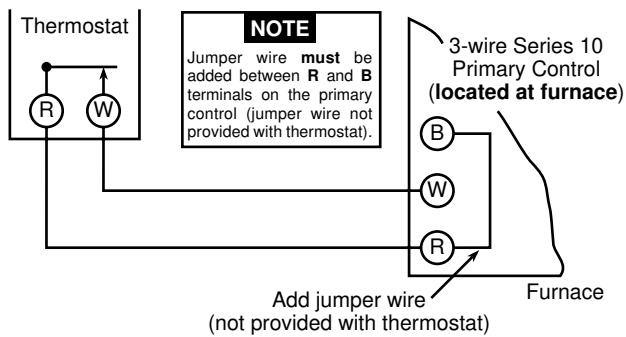 Thermostat
R
W
NOTE
Jumper wire must be
added between R and B
terminals on the primary
control (jumper wire not
provided with thermostat).
3-wire Series 10
Primary Control
(located at furnace)
B
W
R
Add jumper wire
(not provided with thermostat)
Furnace